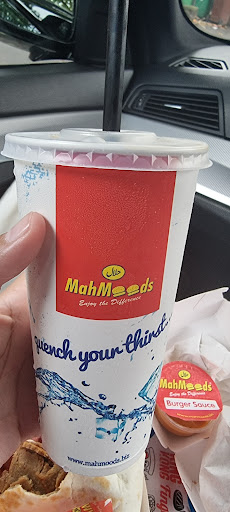 حلال
MahMoods
Enjoy the Difference
quench your thirst
www.mahmoods.biz
MahMoods
Enjoy the Difference
Burger Sauce